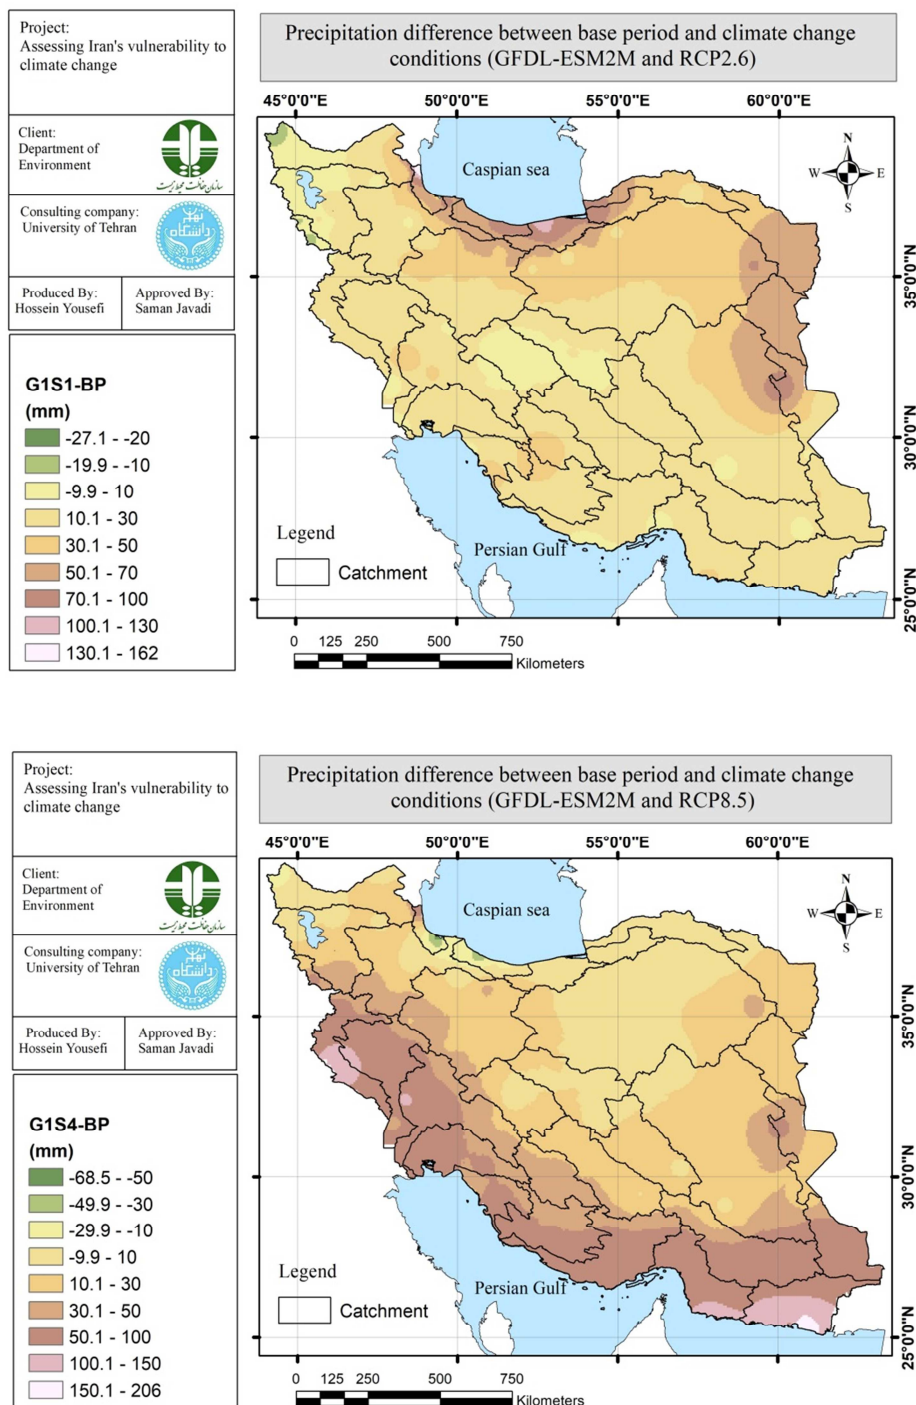 Project:
Assessing Iran's vulnerability to
climate change
Client:
Department of
Environment
سازمان حفاظت محیط زیست
Consulting company:
University of Tehran
Produced By:
Hossein Yousefi
Approved By:
Saman Javadi
G1S1-BP
(mm)
-27.1 - -20
-19.9 - -10
-9.9 - 10
10.1 - 30
30.1 - 50
50.1 - 70
70.1 - 100
100.1 - 130
130.1 - 162
Precipitation difference between base period and climate change
conditions (GFDL-ESM2M and RCP2.6)
45°0'0"E
50°0'0"E
55°0'0"E
60°0'0"E
Caspian sea
N
W
E
S
35°0'0"N
30°0'0"N
25°0'0"N
Persian Gulf
Legend
Catchment
0 125 250 500 750
Kilometers
Project:
Assessing Iran's vulnerability to
climate change
Client:
Department of
Environment
سازمان حفاظت محیط زیست
Consulting company:
University of Tehran
Produced By:
Hossein Yousefi
Approved By:
Saman Javadi
G1S4-BP
(mm)
-68.5 - -50
-49.9 - -30
-29.9 - -10
-9.9 - 10
10.1 - 30
30.1 - 50
50.1 - 100
100.1 - 150
150.1 - 206
Precipitation difference between base period and climate change
conditions (GFDL-ESM2M and RCP8.5)
45°0'0"E
50°0'0"E
55°0'0"E
60°0'0"E
Caspian sea
N
W
E
S
35°0'0"N
30°0'0"N
25°0'0"N
Persian Gulf
Legend
Catchment
0 125 250 500 750
Kilometers